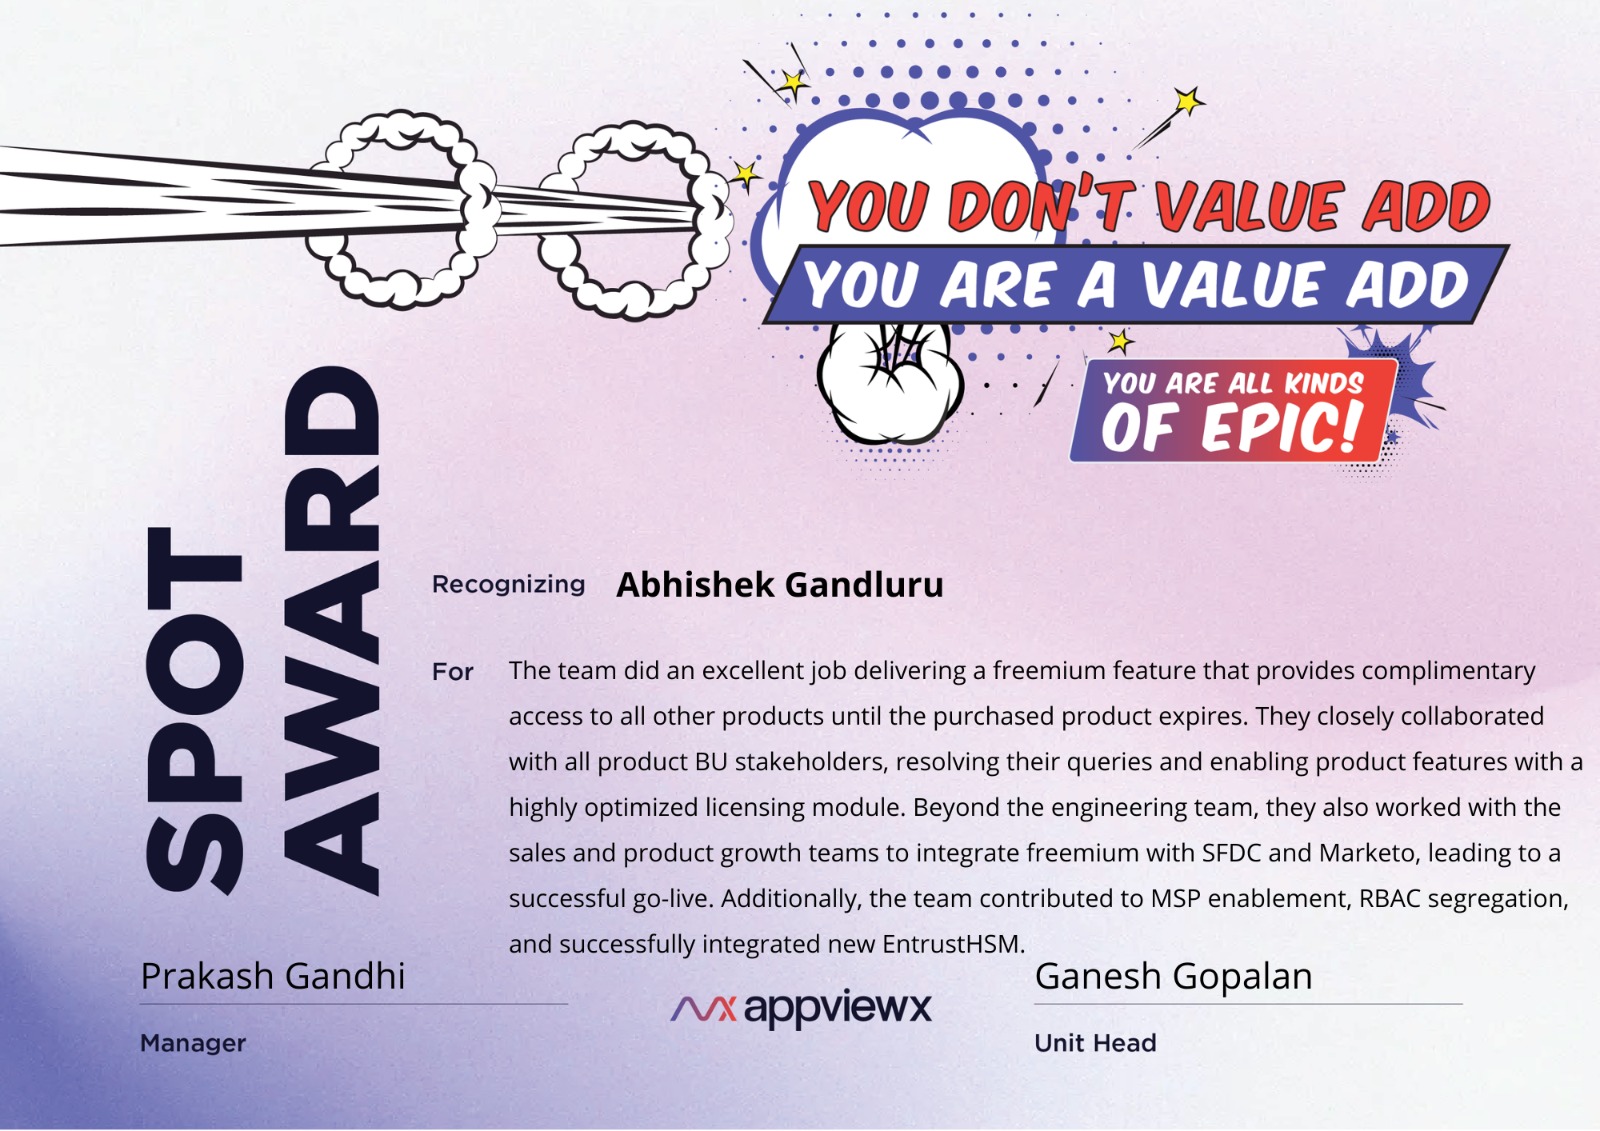 YOU DON'T VALUE ADD
YOU ARE A VALUE ADD
YOU ARE ALL KINDS
OF EPIC!
SPOT
AWARD
Recognizing Abhishek Gandluru
For The team did an excellent job delivering a freemium feature that provides complimentary
access to all other products until the purchased product expires. They closely collaborated
with all product BU stakeholders, resolving their queries and enabling product features with a
highly optimized licensing module. Beyond the engineering team, they also worked with the
sales and product growth teams to integrate freemium with SFDC and Marketo, leading to a
successful go-live. Additionally, the team contributed to MSP enablement, RBAC segregation,
and successfully integrated new EntrustHSM.
Prakash Gandhi
Manager
appviewx
Ganesh Gopalan
Unit Head